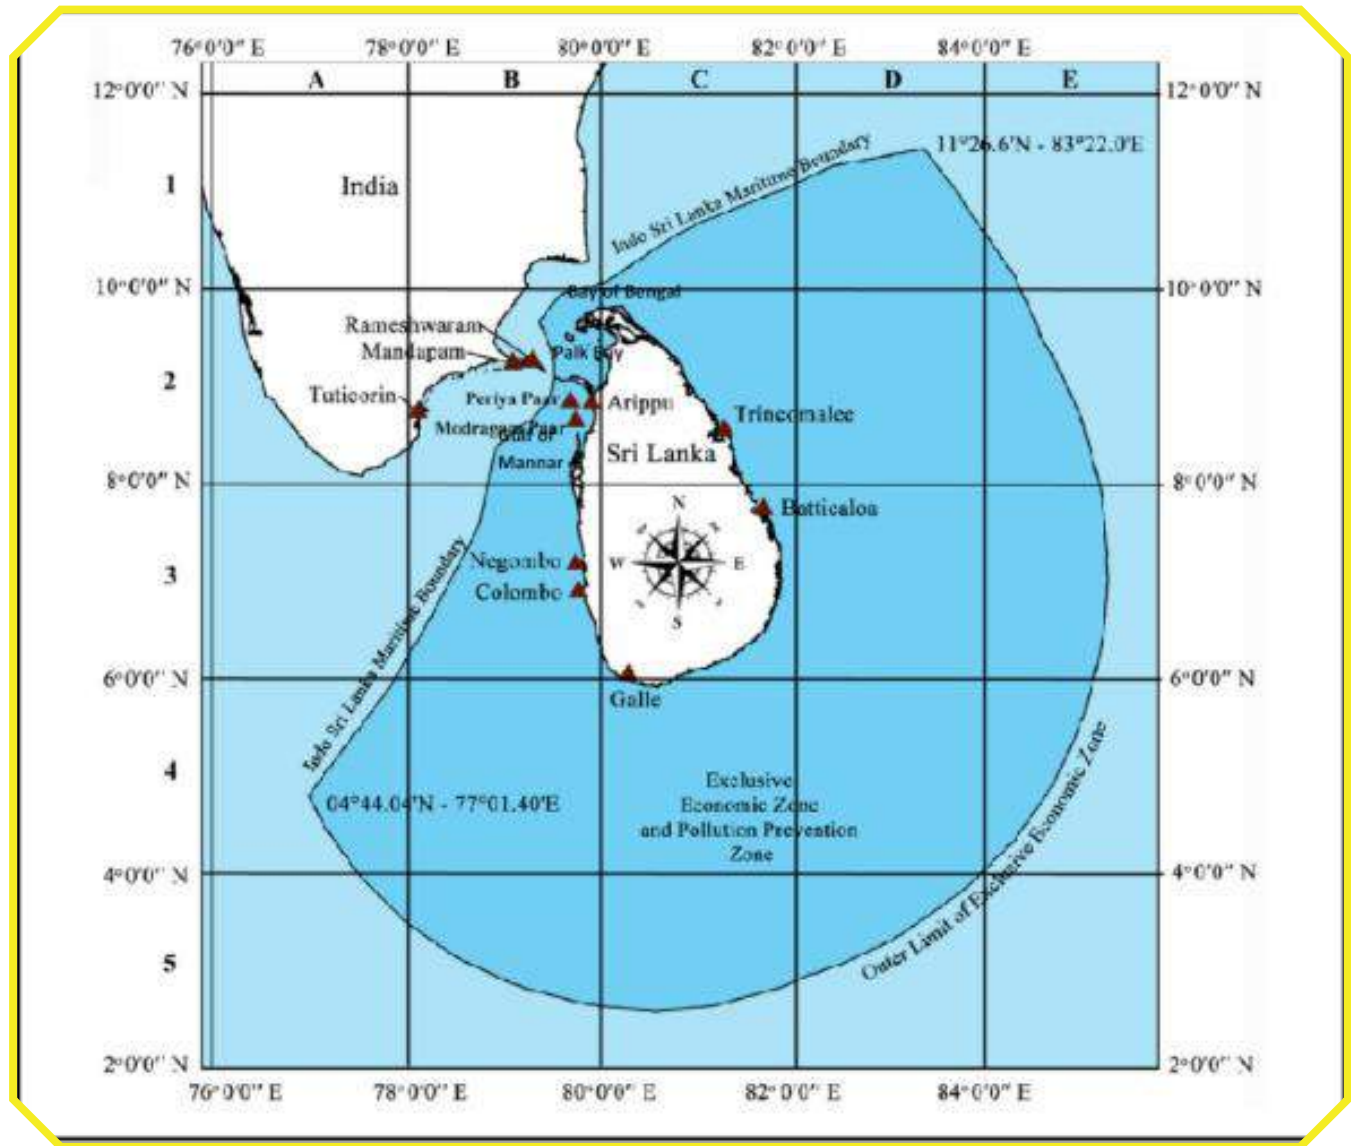 76°0'0" E 78°0'0" E 80°0'0" E 82°0'0" E 84°0'0" E
A B C D E
12°0'0" N 12°0'0" N
11°26.6'N - 83°22.0'E
Indo Sri Lanka Maritime Boundary
1
India
10°0'0" N 10°0'0" N
Bay of Bengal
Rameshwaram
Mandapam
Palk Bay
2
Tuticorin
Periya Paar
Arippu
Trincomalee
Modragam Paar
Gulf of
Mannar
Sri Lanka
8°0'0" N 8°0'0" N
N
Batticaloa
Negombo
W E
3
Colombo
S
Indo Sri Lanka Maritime Boundary
6°0'0" N 6°0'0" N
Galle
4
Exclusive
Economic Zone
and Pollution Prevention
Zone
04°44.04'N - 77°01.40'E
4°0'0" N 4°0'0" N
Outer Limit of Exclusive Economic Zone
5
2°0'0" N 2°0'0" N
76°0'0" E 78°0'0" E 80°0'0" E 82°0'0" E 84°0'0" E